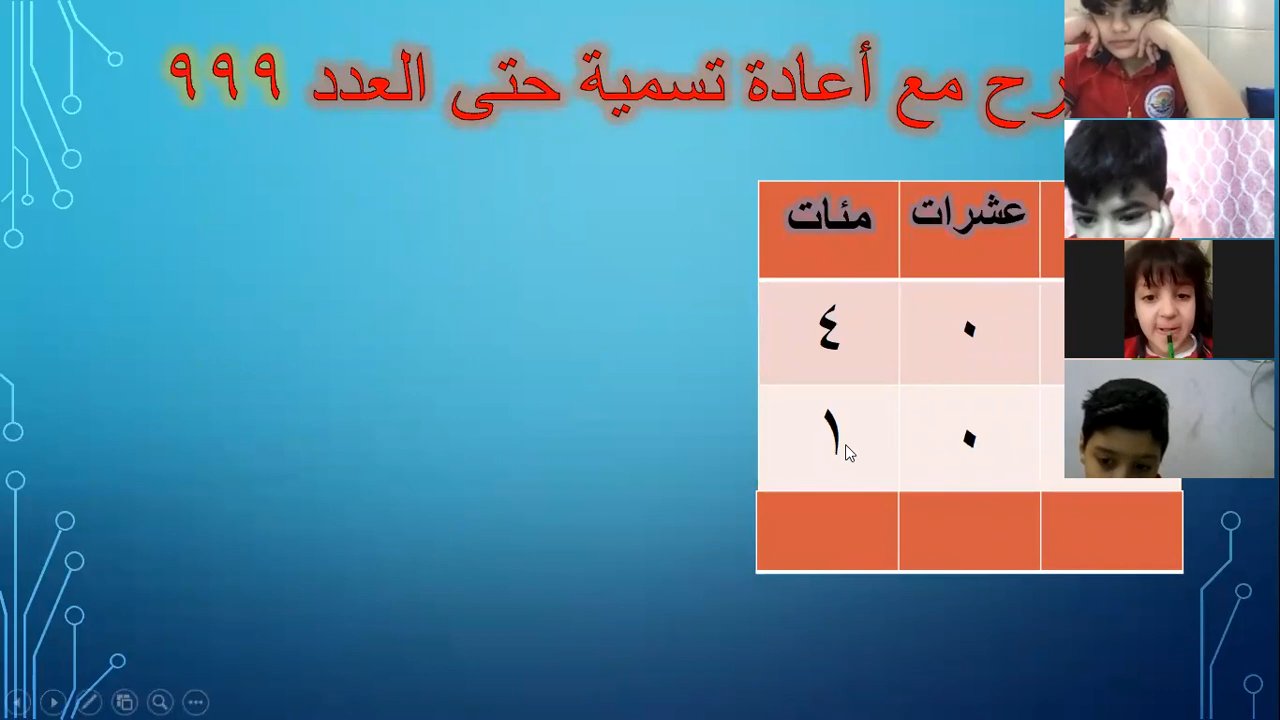 رح مع أعادة تسمية حتى العدد ٩٩٩
عشرات مئات
٠ ٤
٠ ١